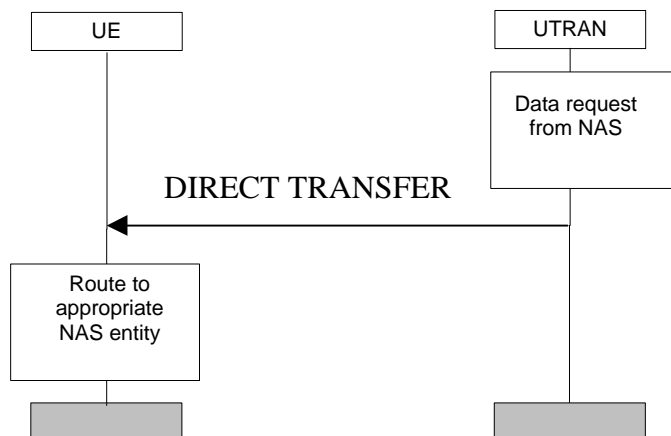 UE
UTRAN
Data request
from NAS
DIRECT TRANSFER
Route to
appropriate
NAS entity